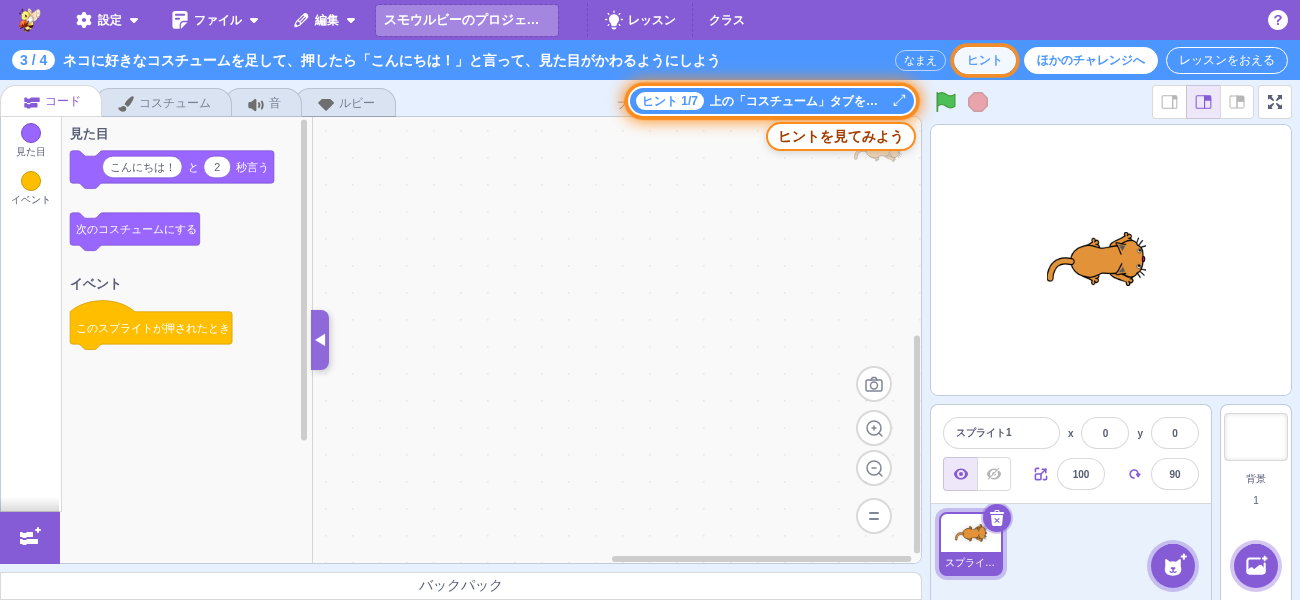 設定
ファイル
編集
スモウルビーのプロジェ…
レッスン
クラス
?
3 / 4
ネコに好きなコスチュームを足して、押したら「こんにちは！」と言って、見た目がかわるようにしよう
なまえ
ヒント
ほかのチャレンジへ
レッスンをおえる
コード
コスチューム
音
ルビー
ヒント 1/7
上の「コスチューム」タブを…
ヒントを見てみよう
見た目
イベント
見た目
こんにちは！ と 2 秒言う
次のコスチュームにする
イベント
このスプライトが押されたとき
スプライト1
x
0
y
0
100
90
スプライ…
背景
1
バックパック